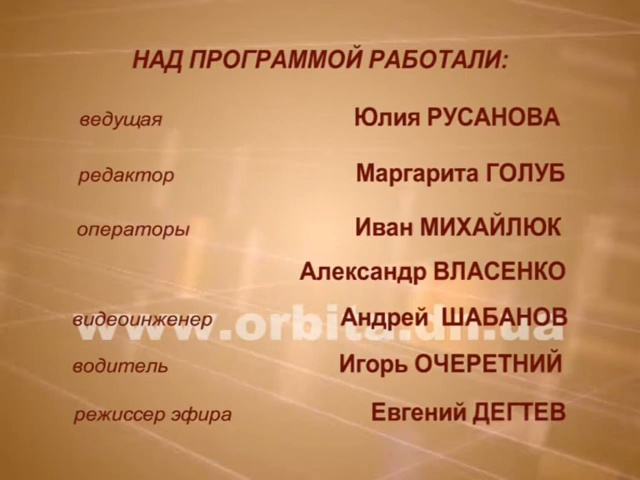 НАД ПРОГРАММОЙ РАБОТАЛИ:
ведущая Юлия РУСАНОВА
редактор Маргарита ГОЛУБ
операторы Иван МИХАЙЛЮК
Александр ВЛАСЕНКО
видеоинженер Андрей ШАБАНОВ
www.orbita.dn.ua
водитель Игорь ОЧЕРЕТНИЙ
режиссер эфира Евгений ДЕГТЕВ